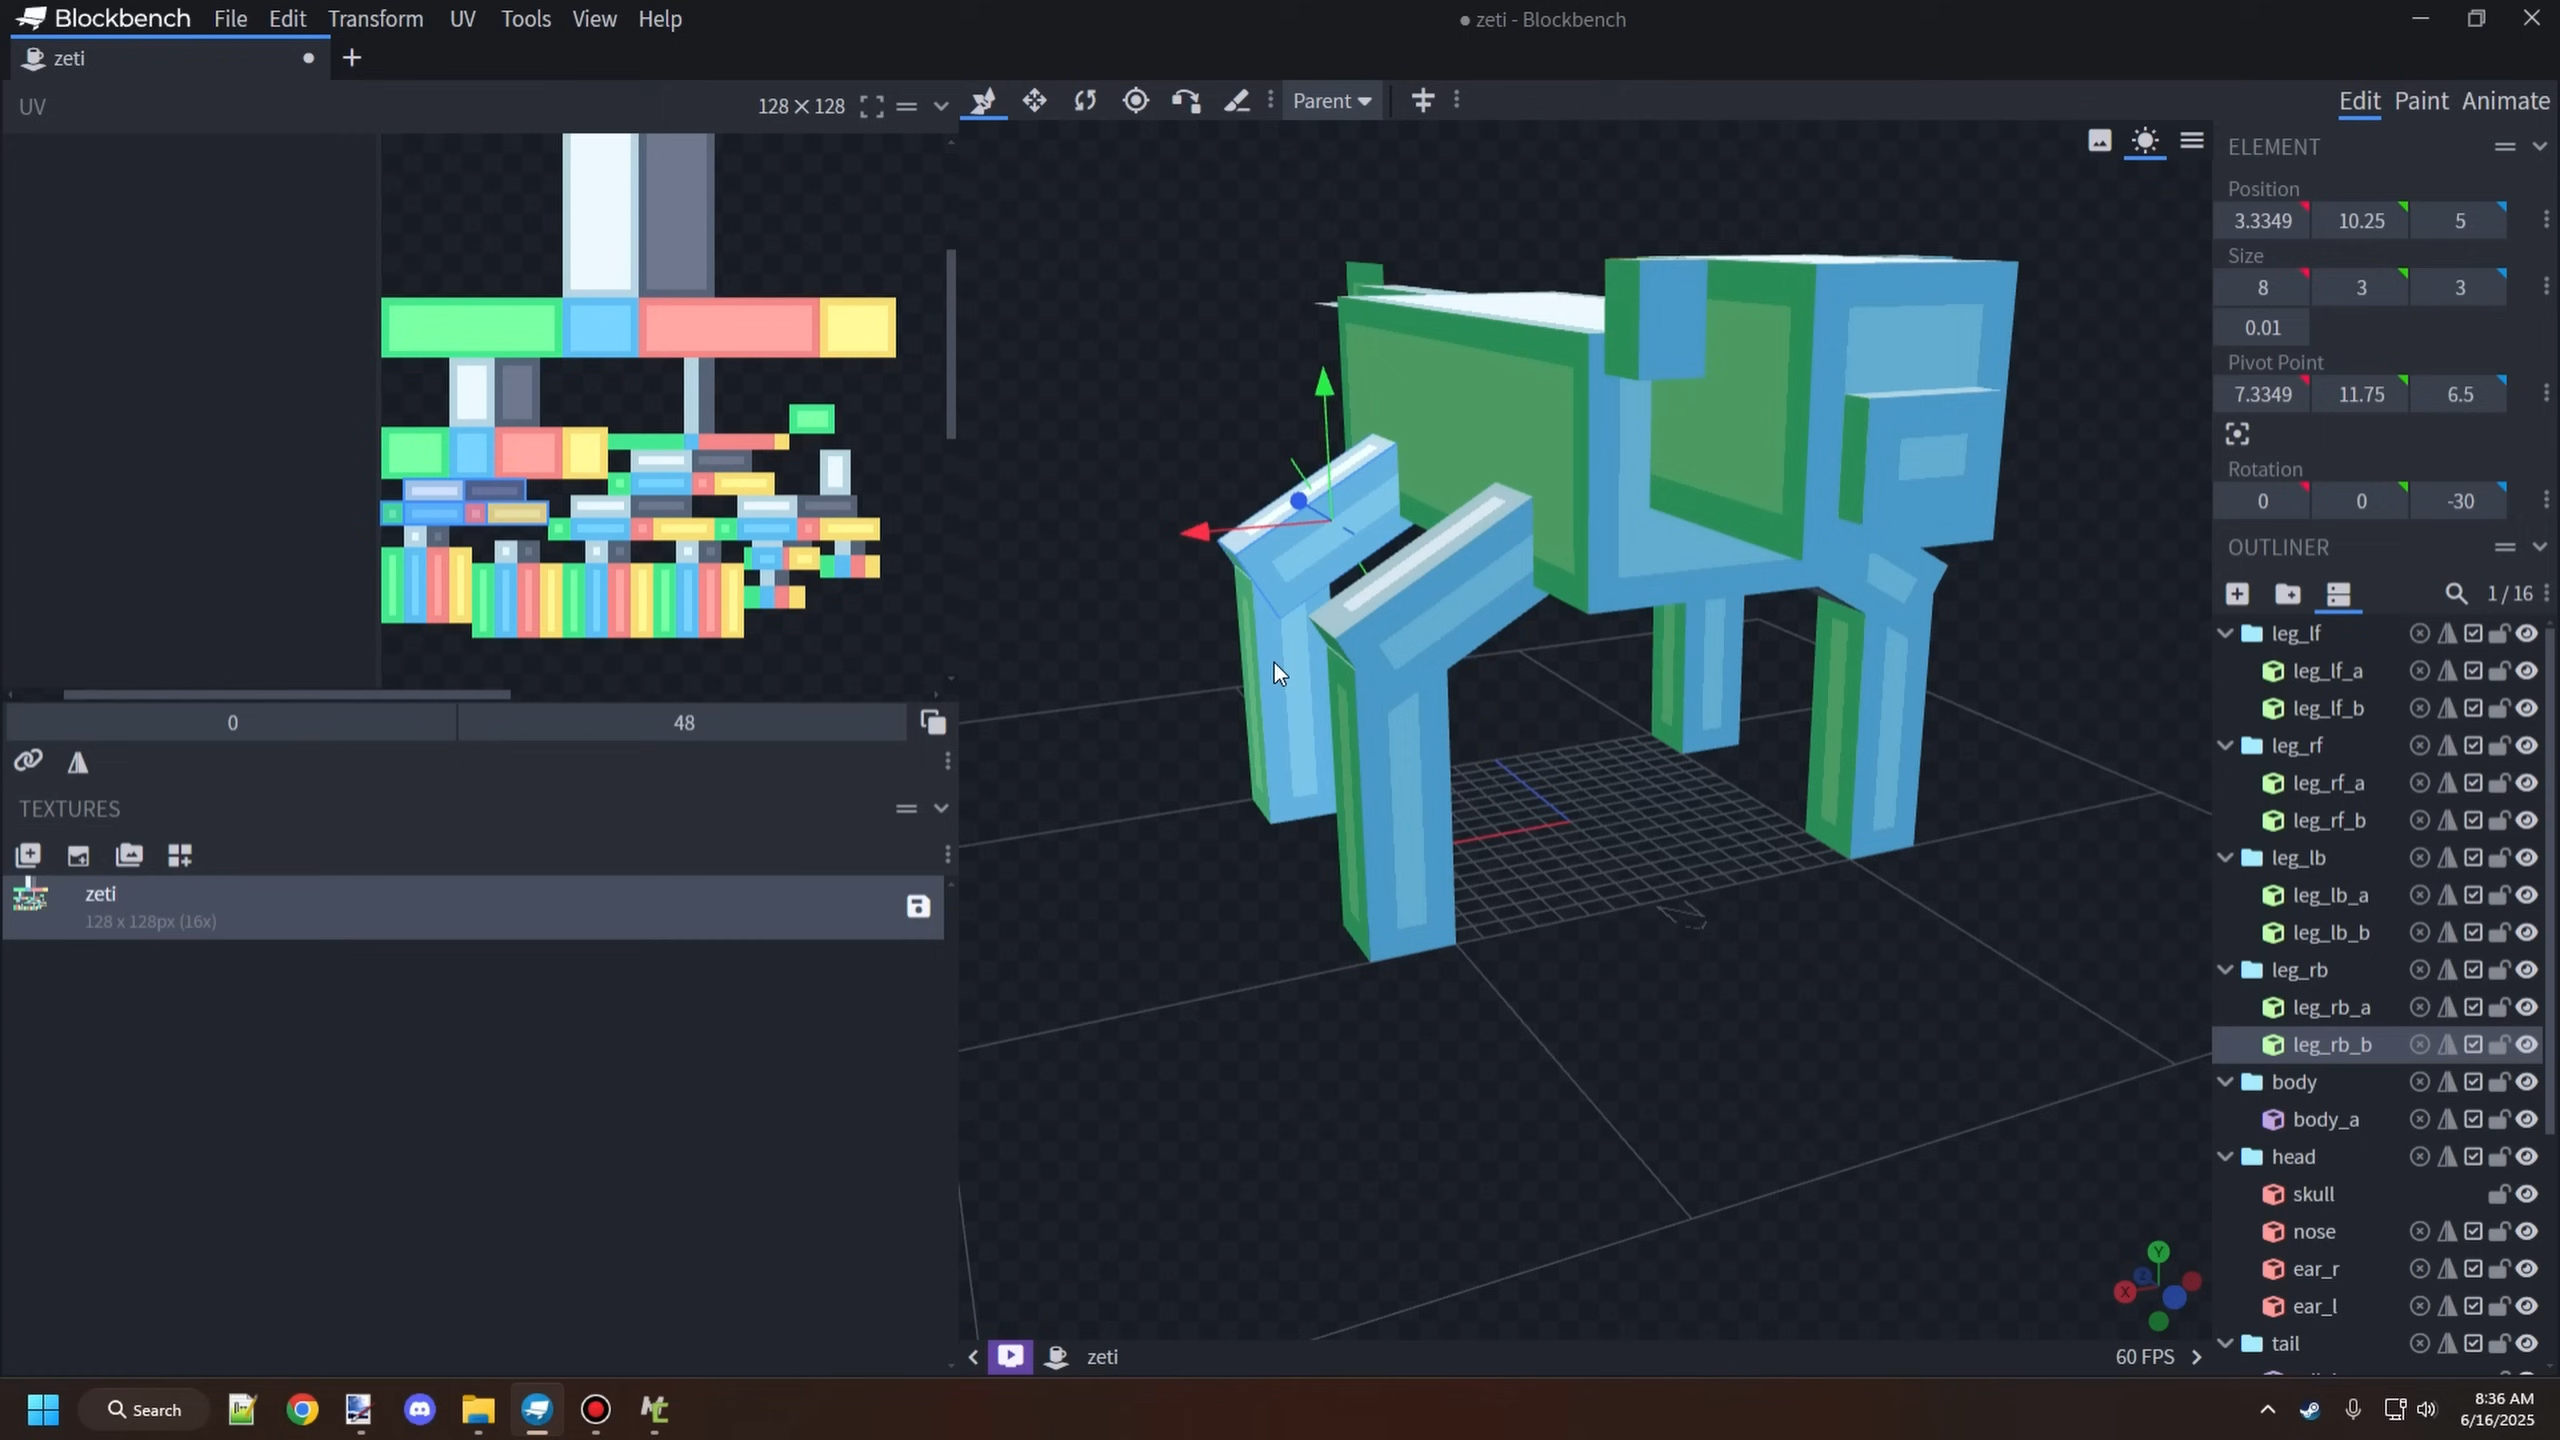 Blockbench File Edit Transform UV Tools View Help
zeti - Blockbench
zeti
UV
128 × 128
Parent
Edit Paint Animate
ELEMENT
Position
3.3349 10.25 5
Size
8 3 3
0.01
Pivot Point
7.3349 11.75 6.5
Rotation
0 0 -30
OUTLINER
1 / 16
leg_lf
leg_lf_a
leg_lf_b
leg_rf
leg_rf_a
leg_rf_b
leg_lb
leg_lb_a
leg_lb_b
leg_rb
leg_rb_a
leg_rb_b
body
body_a
head
skull
nose
ear_r
ear_l
tail
0 48
TEXTURES
zeti
128 x 128px (16x)
Y
X
zeti
60 FPS
Search
8:36 AM
6/16/2025